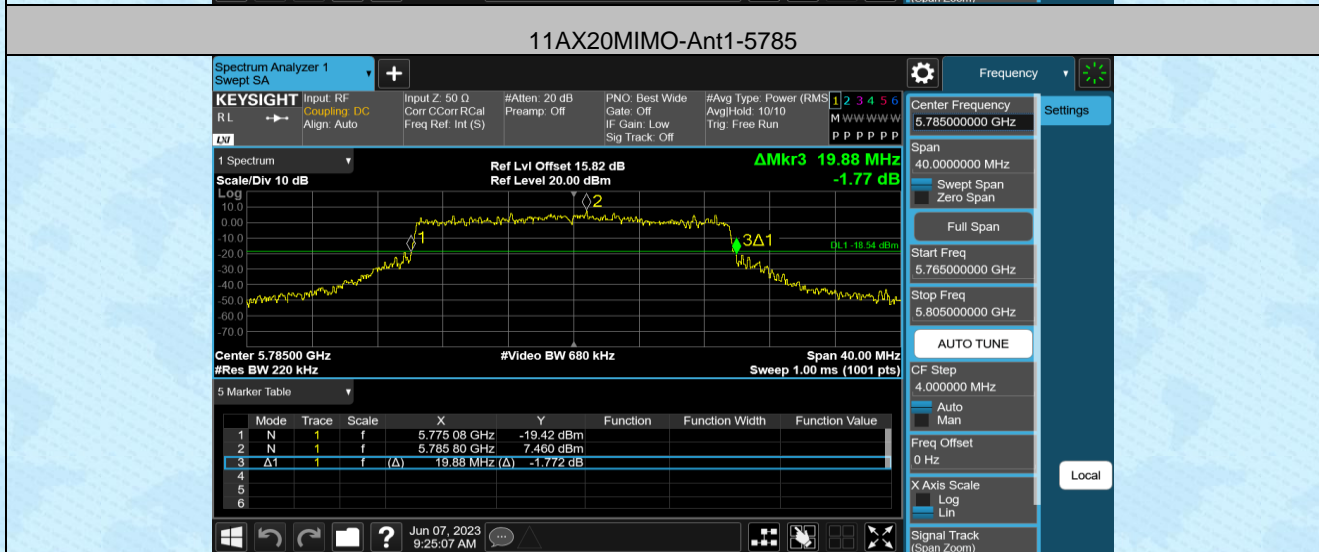 (Span Zoom)
11AX20MIMO-Ant1-5785
Spectrum Analyzer 1
Swept SA
Frequency
KEYSIGHT
R L
LXI
Input: RF
Coupling: DC
Align: Auto
Input Z: 50 Ω
Corr CCorr RCal
Freq Ref: Int (S)
#Atten: 20 dB
Preamp: Off
PNO: Best Wide
Gate: Off
IF Gain: Low
Sig Track: Off
#Avg Type: Power (RMS
Avg|Hold: 10/10
Trig: Free Run
1 2 3 4 5 6
M W W W W W
P P P P P P
Center Frequency
5.785000000 GHz
Settings
Span
40.0000000 MHz
Swept Span
Zero Span
Full Span
Start Freq
5.765000000 GHz
Stop Freq
5.805000000 GHz
AUTO TUNE
CF Step
4.000000 MHz
Auto
Man
Freq Offset
0 Hz
X Axis Scale
Log
Lin
Signal Track
(Span Zoom)
Local
1 Spectrum
Scale/Div 10 dB
Ref Lvl Offset 15.82 dB
Ref Level 20.00 dBm
ΔMkr3 19.88 MHz
-1.77 dB
Log
10.0
0.00
-10.0
-20.0
-30.0
-40.0
-50.0
-60.0
-70.0
1
2
3Δ1
DL1 -18.54 dBm
Center 5.78500 GHz
#Video BW 680 kHz
Span 40.00 MHz
#Res BW 220 kHz
Sweep 1.00 ms (1001 pts)
5 Marker Table
Mode Trace Scale X Y Function Function Width Function Value
1 N 1 f 5.775 08 GHz -19.42 dBm
2 N 1 f 5.785 80 GHz 7.460 dBm
3 Δ1 1 f (Δ) 19.88 MHz (Δ) -1.772 dB
4
5
6
?
Jun 07, 2023
9:25:07 AM